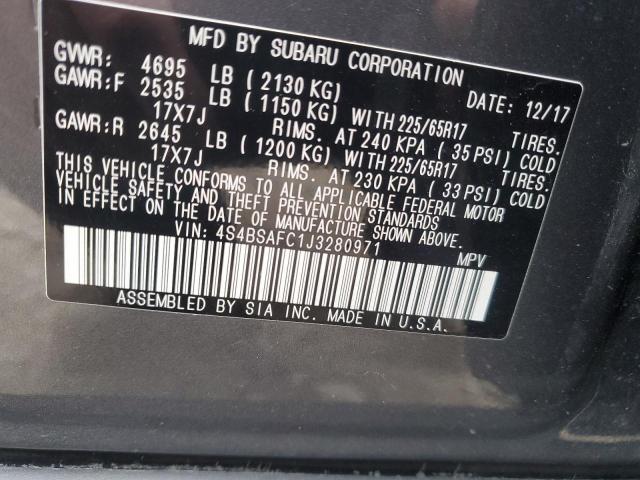 MFD BY SUBARU CORPORATION
GVWR: 4695 LB (2130 KG) DATE: 12/17
GAWR:F 2535 LB (1150 KG) WITH 225/65R17 TIRES.
17X7J RIMS. AT 240 KPA (35 PSI) COLD
GAWR:R 2645 LB (1200 KG) WITH 225/65R17 TIRES.
17X7J RIMS. AT 230 KPA (33 PSI) COLD
THIS VEHICLE CONFORMS TO ALL APPLICABLE FEDERAL MOTOR
VEHICLE SAFETY AND THEFT PREVENTION STANDARDS
IN EFFECT ON THE DATE OF MANUFACTURE SHOWN ABOVE.
VIN: 4S4BSAFC1J3280971 MPV
ASSEMBLED BY SIA INC. MADE IN U.S.A.